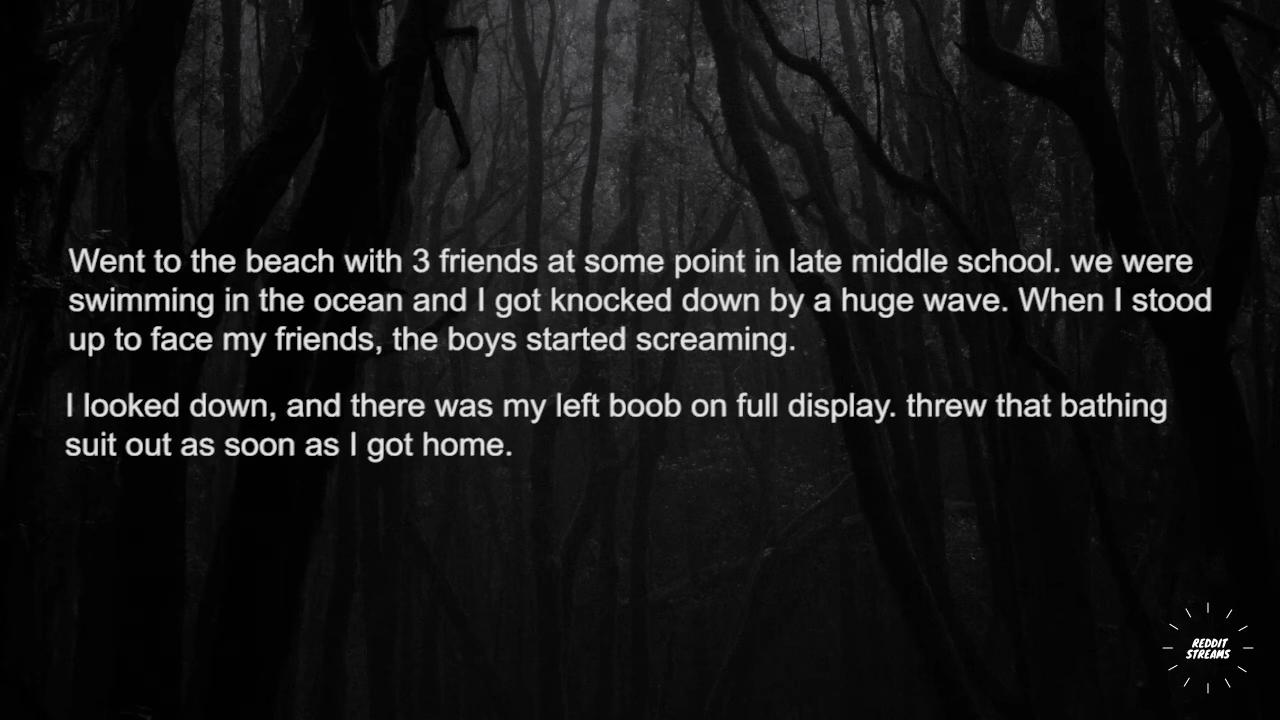 Went to the beach with 3 friends at some point in late middle school. we were
swimming in the ocean and I got knocked down by a huge wave. When I stood
up to face my friends, the boys started screaming.
I looked down, and there was my left boob on full display. threw that bathing
suit out as soon as I got home.
REDDIT
STREAMS